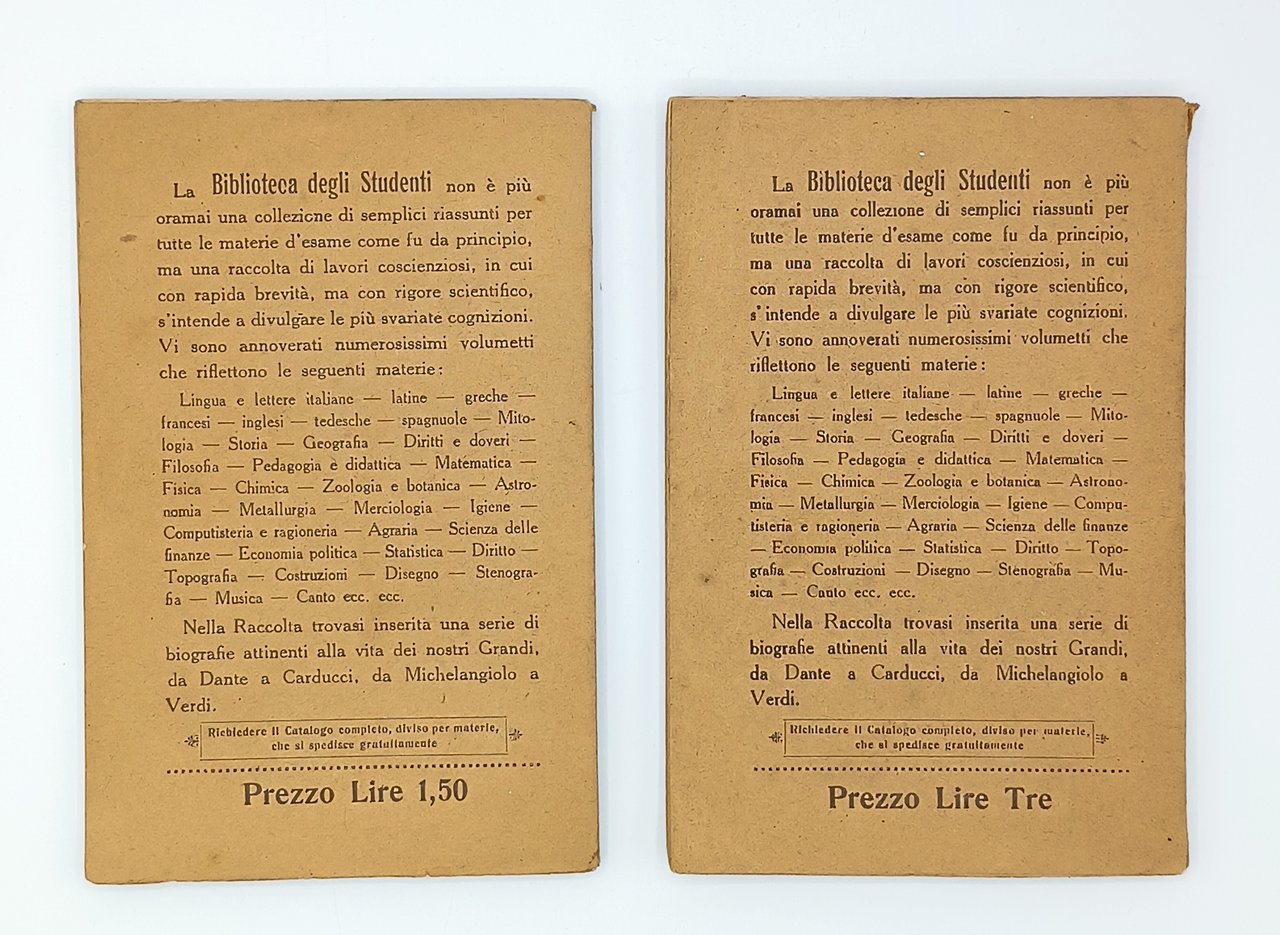 La Biblioteca degli Studenti non è più
oramai una collezione di semplici riassunti per
tutte le materie d'esame come fu da principio,
ma una raccolta di lavori coscienziosi, in cui
con rapida brevità, ma con rigore scientifico,
s'intende a divulgare le più svariate cognizioni.
Vi sono annoverati numerosissimi volumetti
che riflettono le seguenti materie:
Lingua e lettere italiane — latine — greche —
francesi — inglesi — tedesche — spagnuole — Mito-
logia — Storia — Geografia — Diritti e doveri —
Filosofia — Pedagogia e didattica — Matematica —
Fisica — Chimica — Zoologia e botanica — Astro-
nomia — Metallurgia — Merciologia — Igiene —
Computisteria e ragioneria — Agraria — Scienza delle
finanze — Economia politica — Statistica — Diritto —
Topografia — Costruzioni — Disegno — Stenogra-
fia — Musica — Canto ecc. ecc.
Nella Raccolta trovasi inserita una serie di
biografie attinenti alla vita dei nostri Grandi,
da Dante a Carducci, da Michelangiolo a
Verdi.
Richiedere il Catalogo completo, diviso per materie,
che si spedisce gratuitamente
Prezzo Lire 1,50
La Biblioteca degli Studenti non è più
oramai una collezione di semplici riassunti per
tutte le materie d'esame come fu da principio,
ma una raccolta di lavori coscienziosi, in cui
con rapida brevità, ma con rigore scientifico,
s'intende a divulgare le più svariate cognizioni.
Vi sono annoverati numerosissimi volumetti che
riflettono le seguenti materie:
Lingua e lettere italiane — latine — greche —
francesi — inglesi — tedesche — spagnuole — Mito-
logia — Storia — Geografia — Diritti e doveri —
Filosofia — Pedagogia e didattica — Matematica —
Fisica — Chimica — Zoologia e botanica — Astrono-
mia — Metallurgia — Merciologia — Igiene — Compu-
tisteria e ragioneria — Agraria — Scienza delle finanze
— Economia politica — Statistica — Diritto — Topo-
grafia — Costruzioni — Disegno — Stenografia — Mu-
sica — Canto ecc. ecc.
Nella Raccolta trovasi inserita una serie di
biografie attinenti alla vita dei nostri Grandi,
da Dante a Carducci, da Michelangiolo a
Verdi.
Richiedere il Catalogo completo, diviso per materie,
che si spedisce gratuitamente
Prezzo Lire Tre